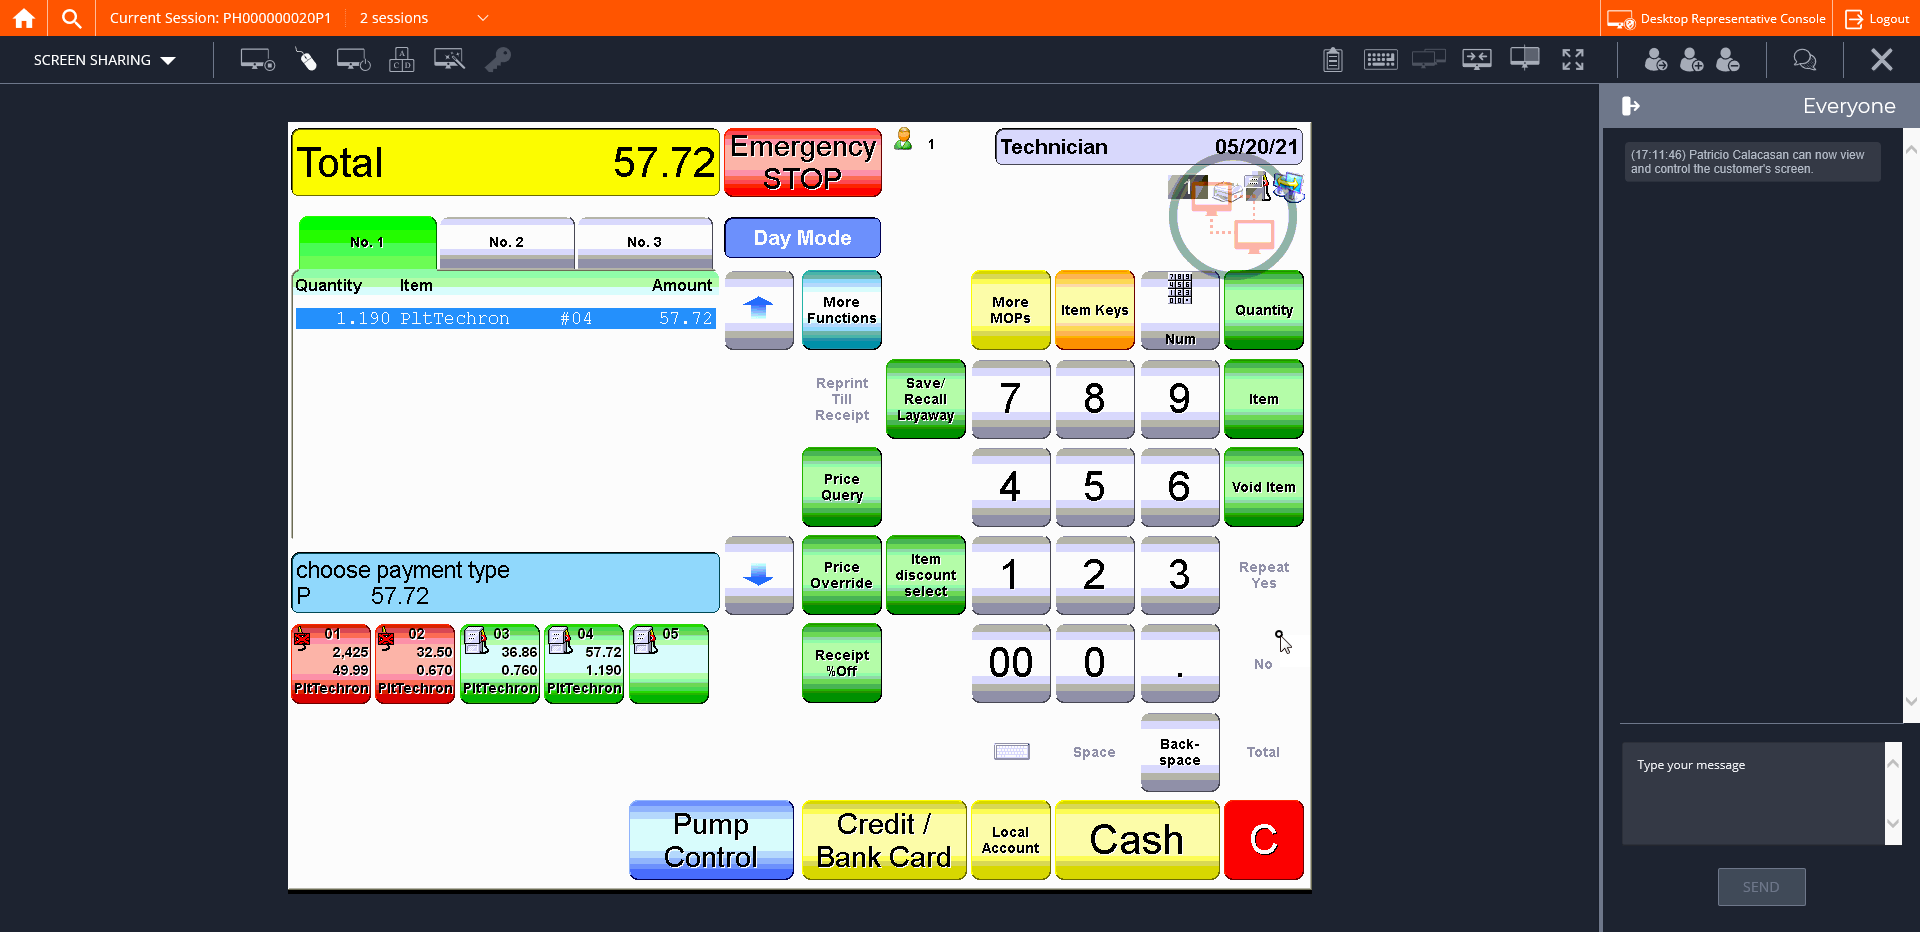 Current Session: PH000000020P1
2 sessions
Desktop Representative Console
Logout
SCREEN SHARING
Everyone
(17:11:46) Patricio Calacasan can now view
and control the customer's screen.
Type your message
SEND
Total 57.72
Emergency
STOP
1
Technician 05/20/21
1
No. 1
No. 2
No. 3
Day Mode
Quantity Item Amount
1.190 PltTechron #04 57.72
More
Functions
More
MOPs
Item Keys
Num
Quantity
Reprint
Till
Receipt
Save/
Recall
Layaway
7
8
9
Item
Price
Query
4
5
6
Void Item
choose payment type
P 57.72
Price
Override
Item
discount
select
1
2
3
Repeat
Yes
01
2,425
49.99
PltTechron
02
32.50
0.670
PltTechron
03
36.86
0.760
PltTechron
04
57.72
1.190
PltTechron
05
Receipt
%Off
00
0
.
No
Space
Back-
space
Total
Pump
Control
Credit /
Bank Card
Local
Account
Cash
C